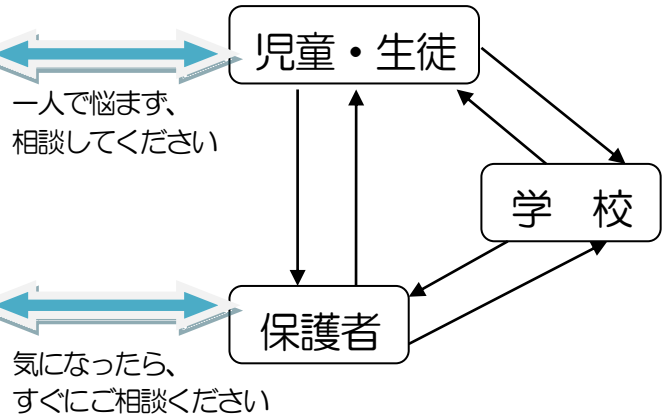 児童・生徒
一人で悩まず、
相談してください
学　校
保護者
気になったら、
すぐにご相談ください